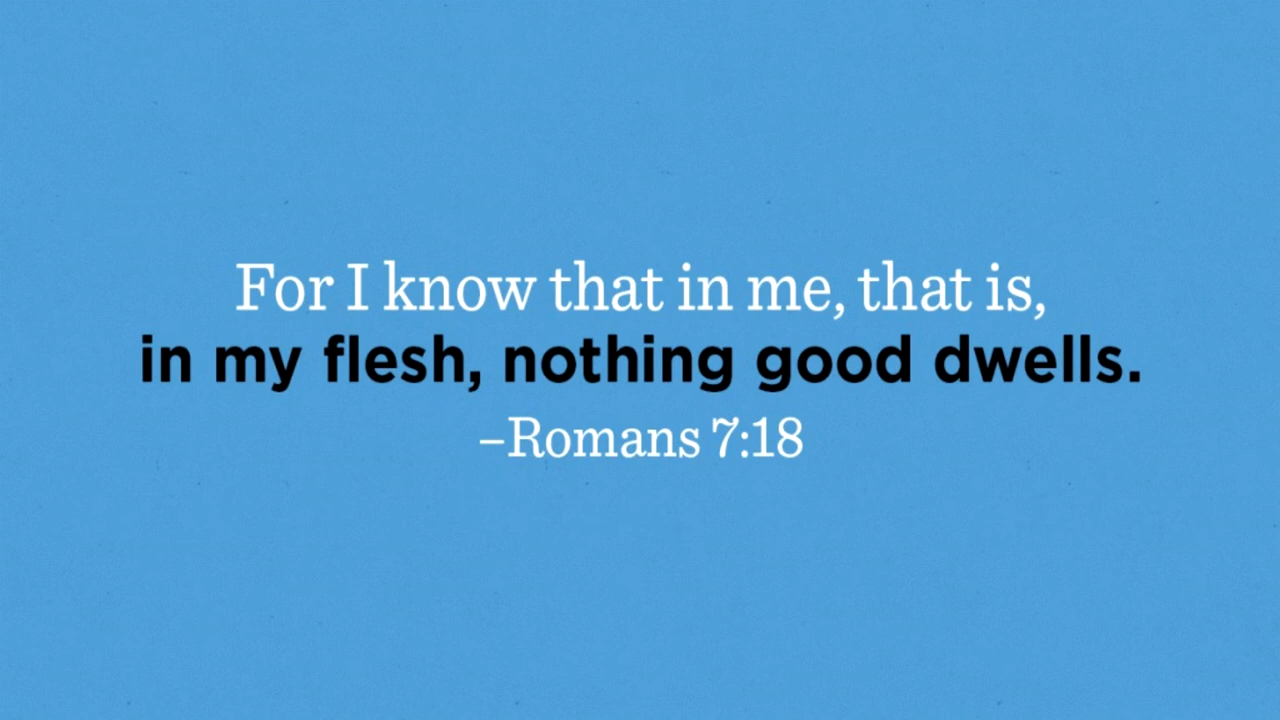 For I know that in me, that is,
in my flesh, nothing good dwells.
–Romans 7:18